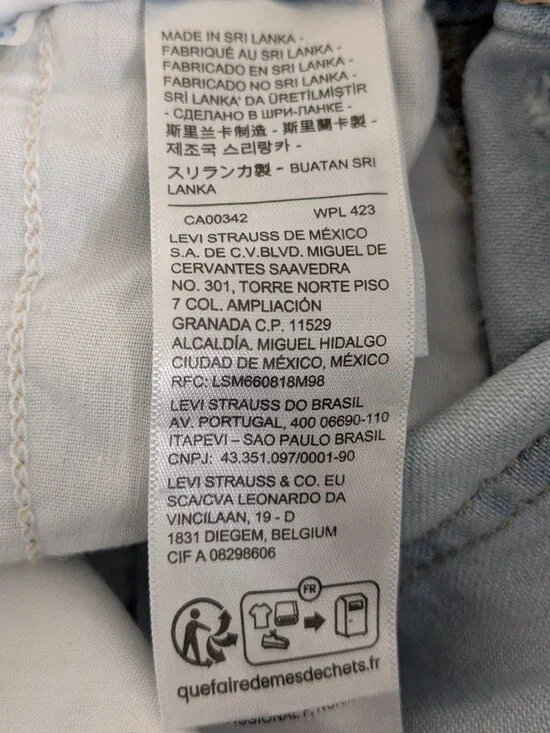 MADE IN SRI LANKA -
FABRIQUÉ AU SRI LANKA -
FABRICADO EN SRI LANKA -
FABRICADO NO SRI LANKA -
SRİ LANKA' DA ÜRETİLMİŞTİR
- СДЕЛАНО В ШРИ-ЛАНКЕ -
斯里兰卡制造 - 斯里蘭卡製 -
제조국 스리랑카 -
スリランカ製 - BUATAN SRI
LANKA
CA00342 WPL 423
LEVI STRAUSS DE MÉXICO
S.A. DE C.V.BLVD. MIGUEL DE
CERVANTES SAAVEDRA
NO. 301, TORRE NORTE PISO
7 COL. AMPLIACIÓN
GRANADA C.P. 11529
ALCALDÍA. MIGUEL HIDALGO
CIUDAD DE MÉXICO, MÉXICO
RFC: LSM660818M98
LEVI STRAUSS DO BRASIL
AV. PORTUGAL, 400 06690-110
ITAPEVI – SAO PAULO BRASIL
CNPJ: 43.351.097/0001-90
LEVI STRAUSS & CO. EU
SCA/CVA LEONARDO DA
VINCILAAN, 19 - D
1831 DIEGEM, BELGIUM
CIF A 08298606
FR
quefairedemesdechets.fr